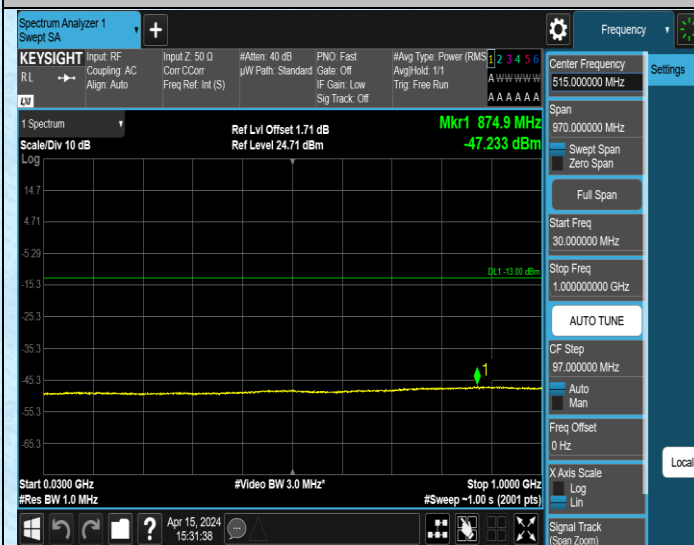 Spectrum Analyzer 1
Swept SA
+
Frequency
KEYSIGHT
RL
LXI
Input: RF
Coupling: AC
Align: Auto
Input Z: 50 Ω
Corr CCorr
Freq Ref: Int (S)
#Atten: 40 dB
µW Path: Standard
PNO: Fast
Gate: Off
IF Gain: Low
Sig Track: Off
#Avg Type: Power (RMS
Avg|Hold: 1/1
Trig: Free Run
1 2 3 4 5 6
A W W W W W
A A A A A A
1 Spectrum
Scale/Div 10 dB
Log
Ref Lvl Offset 1.71 dB
Ref Level 24.71 dBm
Mkr1 874.9 MHz
-47.233 dBm
14.7
4.71
-5.29
-15.3
-25.3
-35.3
-45.3
-55.3
-65.3
DL1 -13.00 dBm
1
Start 0.0300 GHz
#Res BW 1.0 MHz
#Video BW 3.0 MHz*
Stop 1.0000 GHz
#Sweep ~1.00 s (2001 pts)
?
Apr 15, 2024
15:31:38
Center Frequency
515.000000 MHz
Settings
Span
970.000000 MHz
Swept Span
Zero Span
Full Span
Start Freq
30.000000 MHz
Stop Freq
1.000000000 GHz
AUTO TUNE
CF Step
97.000000 MHz
Auto
Man
Freq Offset
0 Hz
X Axis Scale
Log
Lin
Local
Signal Track
(Span Zoom)